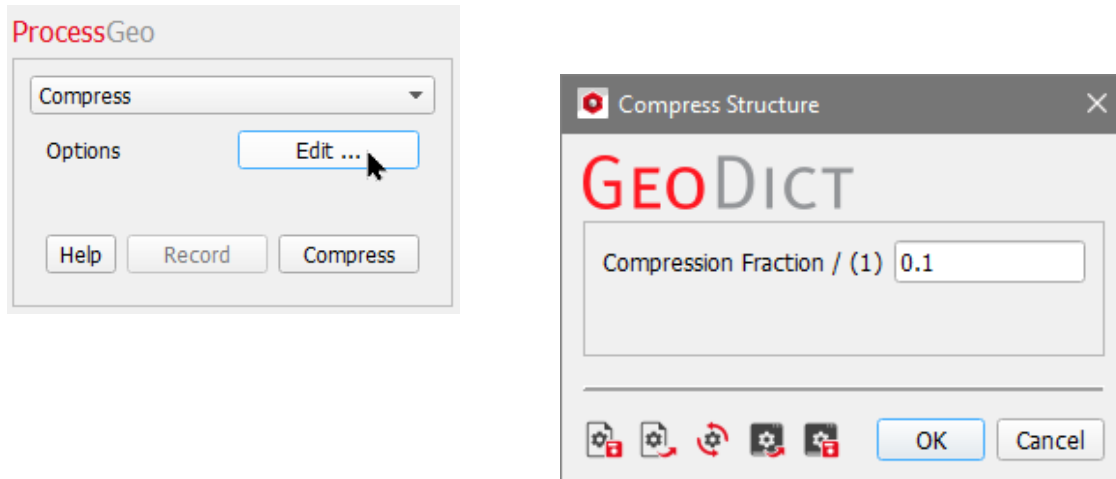 ProcessGeo
Compress
Options Edit ...
Help Record Compress
Compress Structure
GEODICT
Compression Fraction / (1) 0.1
OK Cancel